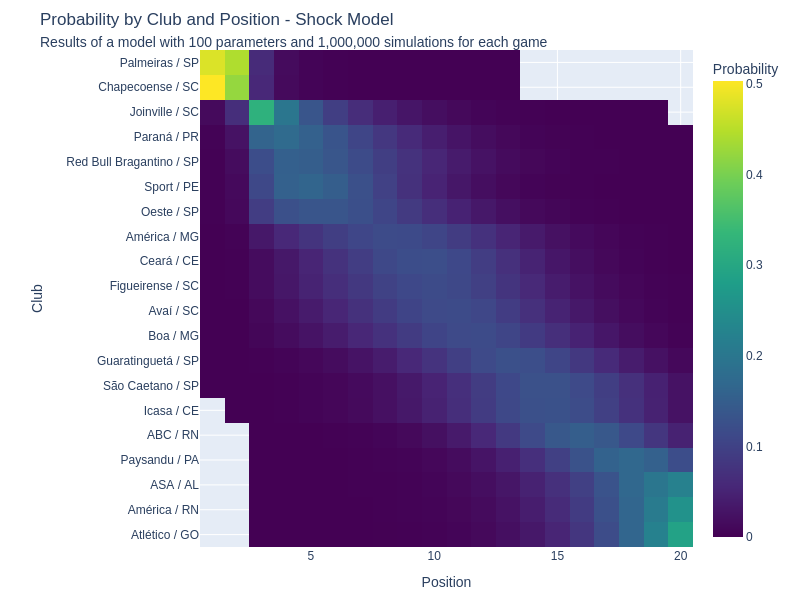 Probability by Club and Position - Shock Model
Results of a model with 100 parameters and 1,000,000 simulations for each game
Probability
Palmeiras / SP
Chapecoense / SC
Joinville / SC
Paraná / PR
Red Bull Bragantino / SP
Sport / PE
Oeste / SP
América / MG
Ceará / CE
Figueirense / SC
Avaí / SC
Boa / MG
Guaratinguetá / SP
São Caetano / SP
Icasa / CE
ABC / RN
Paysandu / PA
ASA / AL
América / RN
Atlético / GO
Club
5 10 15 20
Position
0.5
0.4
0.3
0.2
0.1
0